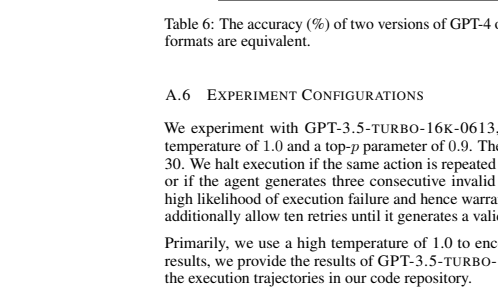 Table 6: The accuracy (%) of two versions of GPT-4
formats are equivalent.
A.6 EXPERIMENT CONFIGURATIONS
We experiment with GPT-3.5-TURBO-16K-0613,
temperature of 1.0 and a top-p parameter of 0.9. The
30. We halt execution if the same action is repeated
or if the agent generates three consecutive invalid
high likelihood of execution failure and hence
additionally allow ten retries until it generates a
Primarily, we use a high temperature of 1.0 to
results, we provide the results of GPT-3.5-TURBO-
the execution trajectories in our code repository.